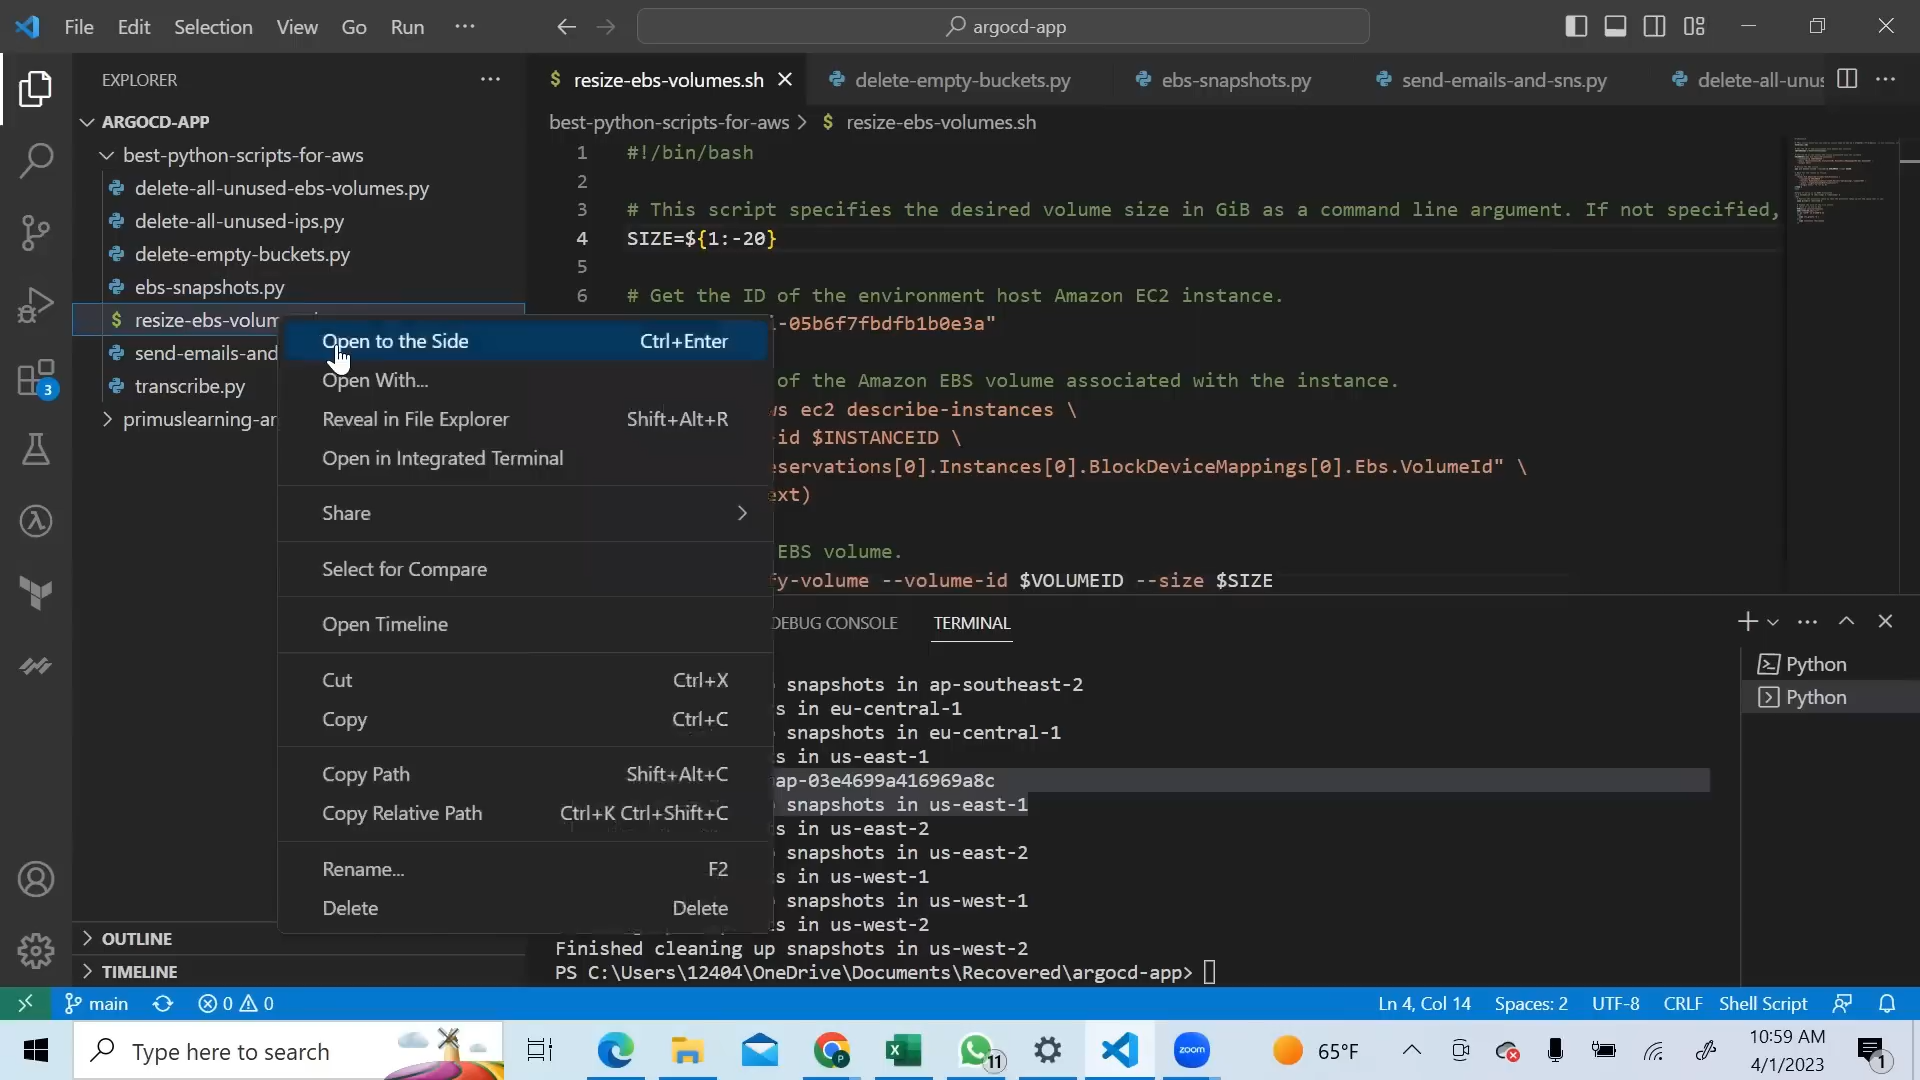 File Edit Selection View Go Run ···
argocd-app
EXPLORER
ARGOCD-APP
best-python-scripts-for-aws
delete-all-unused-ebs-volumes.py
delete-all-unused-ips.py
delete-empty-buckets.py
ebs-snapshots.py
resize-ebs-volum
send-emails-and
transcribe.py
primuslearning-ar
OUTLINE
TIMELINE
3
Open to the Side Ctrl+Enter
Open With...
Reveal in File Explorer Shift+Alt+R
Open in Integrated Terminal
Share
Select for Compare
Open Timeline
Cut Ctrl+X
Copy Ctrl+C
Copy Path Shift+Alt+C
Copy Relative Path Ctrl+K Ctrl+Shift+C
Rename... F2
Delete Delete
$ resize-ebs-volumes.sh delete-empty-buckets.py ebs-snapshots.py send-emails-and-sns.py delete-all-unus
best-python-scripts-for-aws > $ resize-ebs-volumes.sh
1 #!/bin/bash
2
3 # This script specifies the desired volume size in GiB as a command line argument. If not specified,
4 SIZE=${1:-20}
5
6 # Get the ID of the environment host Amazon EC2 instance.
-05b6f7fbdfb1b0e3a"
of the Amazon EBS volume associated with the instance.
ws ec2 describe-instances \
-id $INSTANCEID \
eservations[0].Instances[0].BlockDeviceMappings[0].Ebs.VolumeId" \
ext)
EBS volume.
fy-volume --volume-id $VOLUMEID --size $SIZE
DEBUG CONSOLE TERMINAL
Python
Python
snapshots in ap-southeast-2
s in eu-central-1
snapshots in eu-central-1
s in us-east-1
ap-03e4699a416969a8c
snapshots in us-east-1
s in us-east-2
snapshots in us-east-2
s in us-west-1
snapshots in us-west-1
s in us-west-2
Finished cleaning up snapshots in us-west-2
PS C:\Users\12404\OneDrive\Documents\Recovered\argocd-app>
main 0 0 Ln 4, Col 14 Spaces: 2 UTF-8 CRLF Shell Script
Type here to search
11
zoom
65°F
10:59 AM
4/1/2023
1